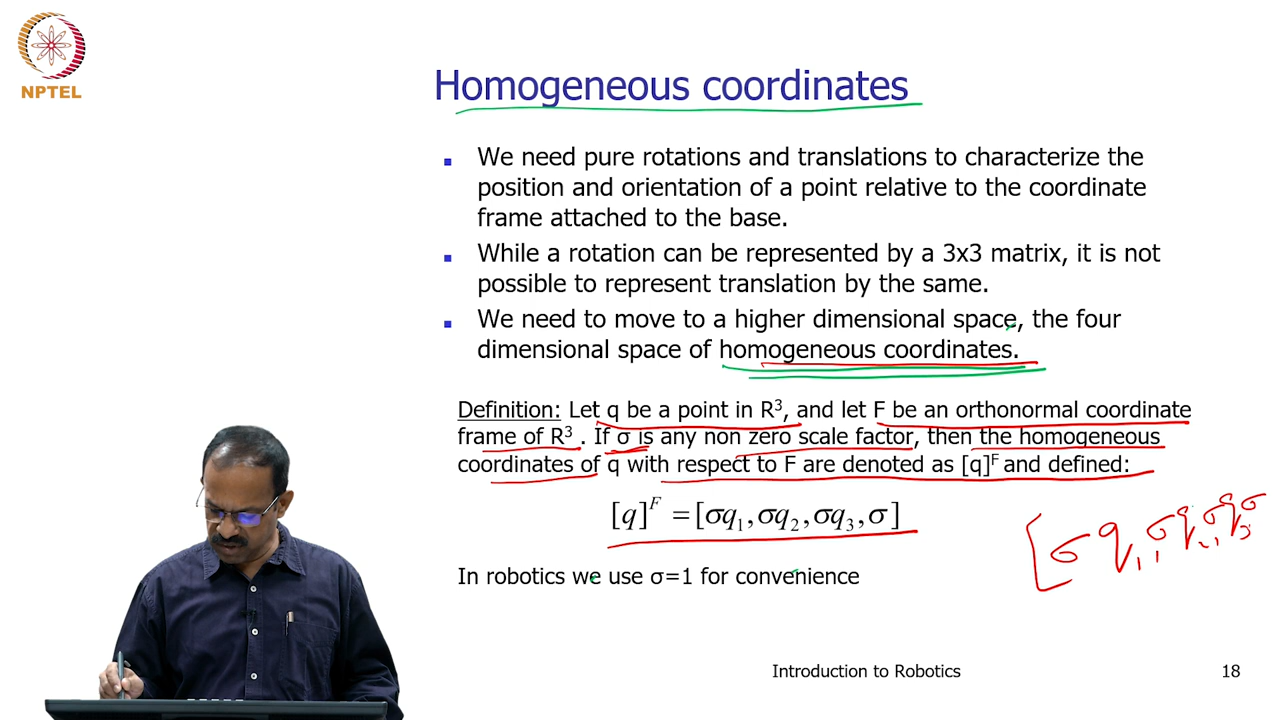 NPTEL
Homogeneous coordinates
We need pure rotations and translations to characterize the
position and orientation of a point relative to the coordinate
frame attached to the base.
While a rotation can be represented by a 3x3 matrix, it is not
possible to represent translation by the same.
We need to move to a higher dimensional space, the four
dimensional space of homogeneous coordinates.
Definition: Let q be a point in R³, and let F be an orthonormal coordinate
frame of R³ . If σ is any non zero scale factor, then the homogeneous
coordinates of q with respect to F are denoted as [q]ᶠ and defined:
[q]ᶠ = [σq₁, σq₂, σq₃, σ]
[σ q₁, σq₂, σq₃ σ
In robotics we use σ=1 for convenience
Introduction to Robotics 18